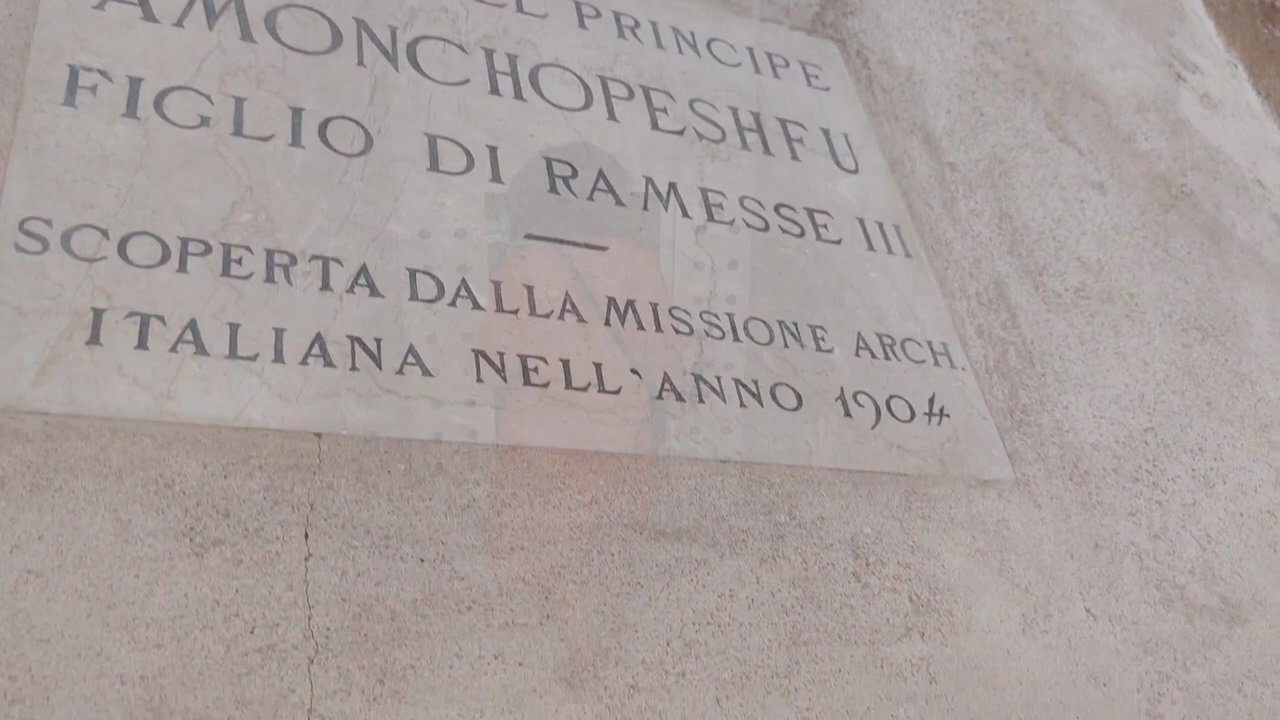 PRINCIPE
AMONCHOPESHFU
FIGLIO DI RAMESSE III
SCOPERTA DALLA MISSIONE ARCH.
ITALIANA NELL'ANNO 1904